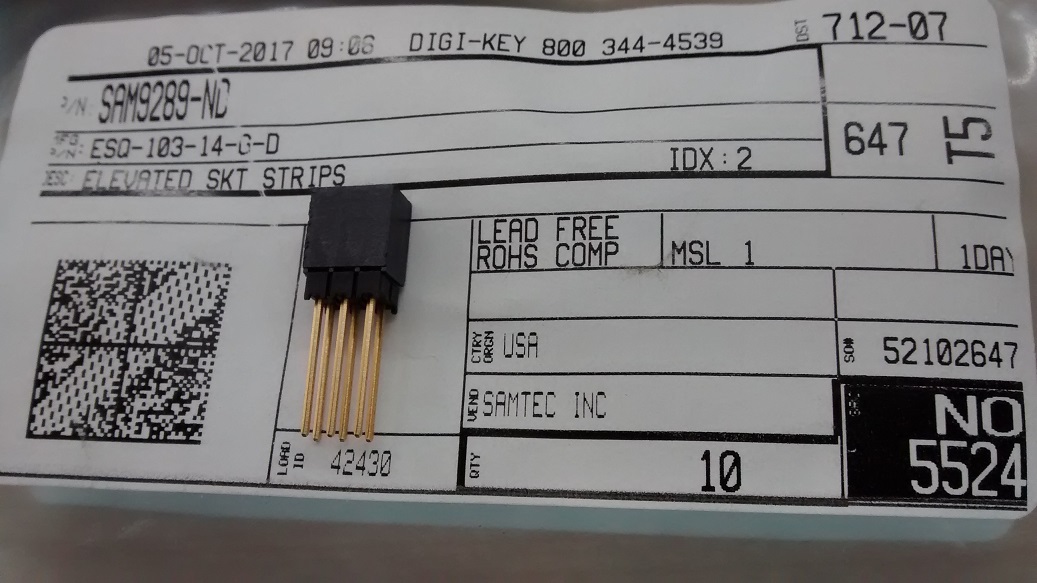 05-OCT-2017 09:08 DIGI-KEY 800 344-4539
DST 712-07
P/N: SAM9289-ND
MFG P/N: ESQ-103-14-G-D
IDX:2
647 T5
DESC: ELEVATED SKT STRIPS
LEAD FREE
ROHS COMP
MSL 1
1DAY
CTRY ORGN USA
SO# 52102647
VEND SAMTEC INC
NO
5524
LOAD ID 42430
QTY 10